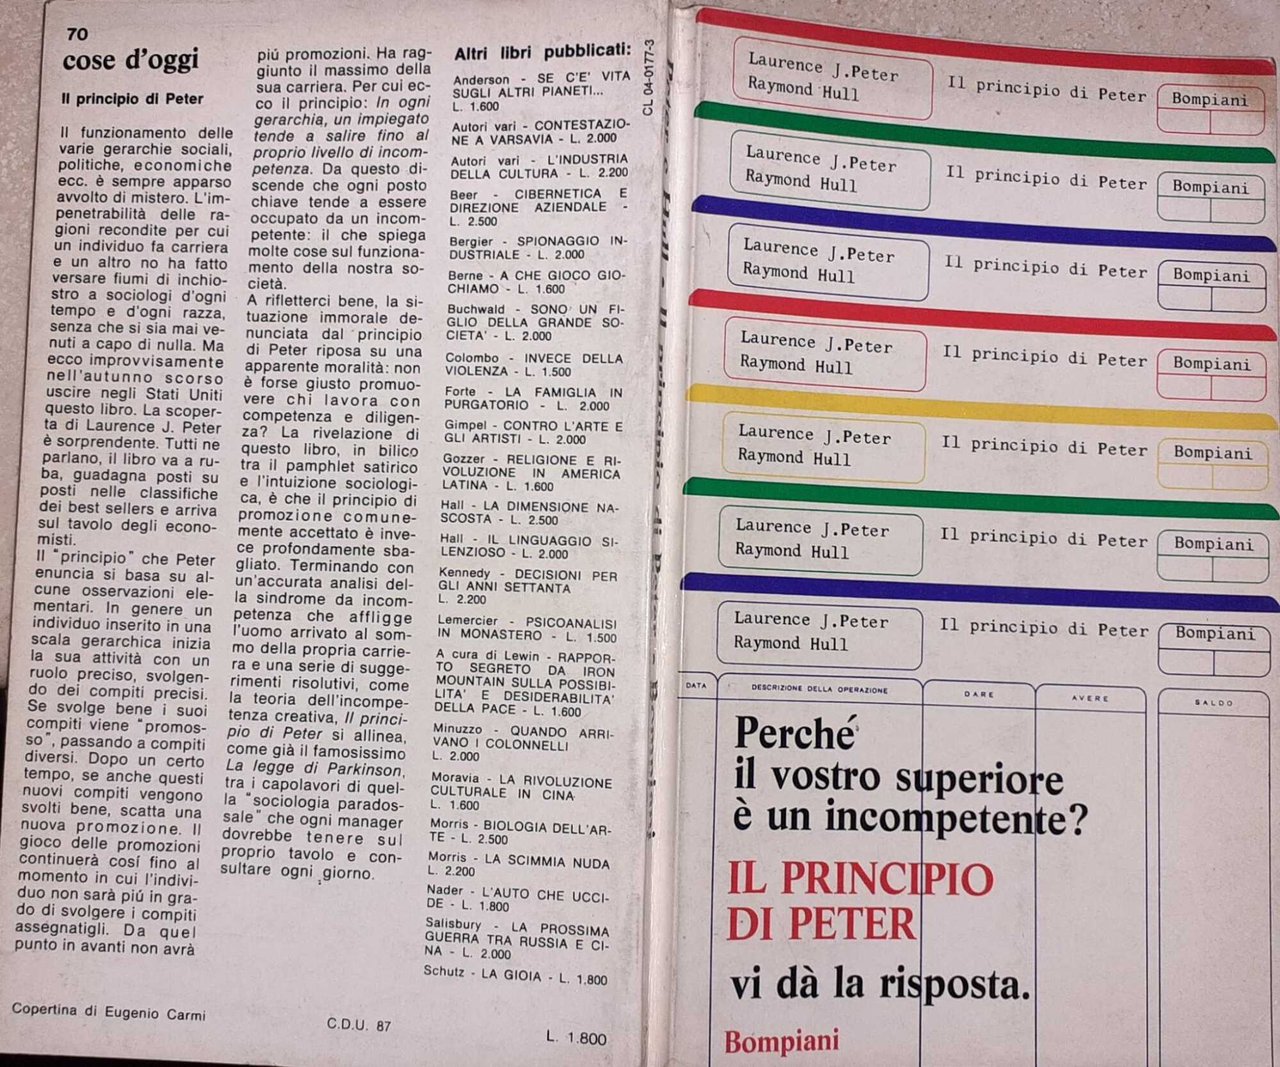 70
cose d'oggi
Il principio di Peter
Il funzionamento delle
varie gerarchie sociali,
politiche, economiche
ecc. è sempre apparso
avvolto di mistero. L'im-
penetrabilità delle ra-
gioni recondite per cui
un individuo fa carriera
e un altro no ha fatto
versare fiumi di inchio-
stro a sociologi d'ogni
tempo e d'ogni razza,
senza che si sia mai ve-
nuti a capo di nulla. Ma
ecco improvvisamente
nell'autunno scorso
uscire negli Stati Uniti
questo libro. La scoper-
ta di Laurence J. Peter
è sorprendente. Tutti ne
parlano, il libro va a ru-
ba, guadagna posti su
posti nelle classifiche
dei best sellers e arriva
sul tavolo degli econo-
misti.
Il "principio" che Peter
enuncia si basa su al-
cune osservazioni ele-
mentari. In genere un
individuo inserito in una
scala gerarchica inizia
la sua attività con un
ruolo preciso, svolgen-
do dei compiti precisi.
Se svolge bene i suoi
compiti viene "promos-
so", passando a compiti
diversi. Dopo un certo
tempo, se anche questi
nuovi compiti vengono
svolti bene, scatta una
nuova promozione. Il
gioco delle promozioni
continuerà cosí fino al
momento in cui l'indivi-
duo non sarà piú in gra-
do di svolgere i compiti
assegnatigli. Da quel
punto in avanti non avrà
piú promozioni. Ha rag-
giunto il massimo della
sua carriera. Per cui ec-
co il principio: In ogni
gerarchia, un impiegato
tende a salire fino al
proprio livello di incom-
petenza. Da questo di-
scende che ogni posto
chiave tende a essere
occupato da un incom-
petente: il che spiega
molte cose sul funziona-
mento della nostra so-
cietà.
A rifletterci bene, la si-
tuazione immorale de-
nunciata dal principio
di Peter riposa su una
apparente moralità: non
è forse giusto promuo-
vere chi lavora con
competenza e diligen-
za? La rivelazione di
questo libro, in bilico
tra il pamphlet satirico
e l'intuizione sociologi-
ca, è che il principio di
promozione comune-
mente accettato è inve-
ce profondamente sba-
gliato. Terminando con
un'accurata analisi del-
la sindrome da incom-
petenza che affligge
l'uomo arrivato al som-
mo della propria carrie-
ra e una serie di sugge-
rimenti risolutivi, come
la teoria dell'incompe-
tenza creativa, Il princi-
pio di Peter si allinea,
come già il famosissimo
La legge di Parkinson,
tra i capolavori di quel-
la "sociologia parados-
sale" che ogni manager
dovrebbe tenere sul
proprio tavolo e con-
sultare ogni giorno.
Altri libri pubblicati:
Anderson - SE C'E' VITA
SUGLI ALTRI PIANETI...
L. 1.600
Autori vari - CONTESTAZIO-
NE A VARSAVIA - L. 2.000
Autori vari - L'INDUSTRIA
DELLA CULTURA - L. 2.200
Beer - CIBERNETICA E
DIREZIONE AZIENDALE -
L. 2.500
Bergier - SPIONAGGIO IN-
DUSTRIALE - L. 2.000
Berne - A CHE GIOCO GIO-
CHIAMO - L. 1.600
Buchwald - SONO UN FI-
GLIO DELLA GRANDE SO-
CIETA' - L. 2.000
Colombo - INVECE DELLA
VIOLENZA - L. 1.500
Forte - LA FAMIGLIA IN
PURGATORIO - L. 2.000
Gimpel - CONTRO L'ARTE E
GLI ARTISTI - L. 2.000
Gozzer - RELIGIONE E RI-
VOLUZIONE IN AMERICA
LATINA - L. 1.600
Hall - LA DIMENSIONE NA-
SCOSTA - L. 2.500
Hall - IL LINGUAGGIO SI-
LENZIOSO - L. 2.000
Kennedy - DECISIONI PER
GLI ANNI SETTANTA
L. 2.200
Lemercier - PSICOANALISI
IN MONASTERO - L. 1.500
A cura di Lewin - RAPPOR-
TO SEGRETO DA IRON
MOUNTAIN SULLA POSSIBI-
LITA' E DESIDERABILITA'
DELLA PACE - L. 1.600
Minuzzo - QUANDO ARRI-
VANO I COLONNELLI
L. 2.000
Moravia - LA RIVOLUZIONE
CULTURALE IN CINA
L. 1.600
Morris - BIOLOGIA DELL'AR-
TE - L. 2.500
Morris - LA SCIMMIA NUDA
L. 2.200
Nader - L'AUTO CHE UCCI-
DE - L. 1.800
Salisbury - LA PROSSIMA
GUERRA TRA RUSSIA E CI-
NA - L. 2.000
Schutz - LA GIOIA - L. 1.800
Copertina di Eugenio Carmi
C.D.U. 87
L. 1.800
CL 04-0177-3
Peter e Hull - Il principio di Peter - Bompiani
Laurence J.Peter
Raymond Hull
Il principio di Peter
Bompiani
Laurence J.Peter
Raymond Hull
Il principio di Peter
Bompiani
Laurence J.Peter
Raymond Hull
Il principio di Peter
Bompiani
Laurence J.Peter
Raymond Hull
Il principio di Peter
Bompiani
Laurence J.Peter
Raymond Hull
Il principio di Peter
Bompiani
Laurence J.Peter
Raymond Hull
Il principio di Peter
Bompiani
Laurence J.Peter
Raymond Hull
Il principio di Peter
Bompiani
DATA DESCRIZIONE DELLA OPERAZIONE DARE AVERE SALDO
Perché
il vostro superiore
è un incompetente?
IL PRINCIPIO
DI PETER
vi dà la risposta.
Bompiani